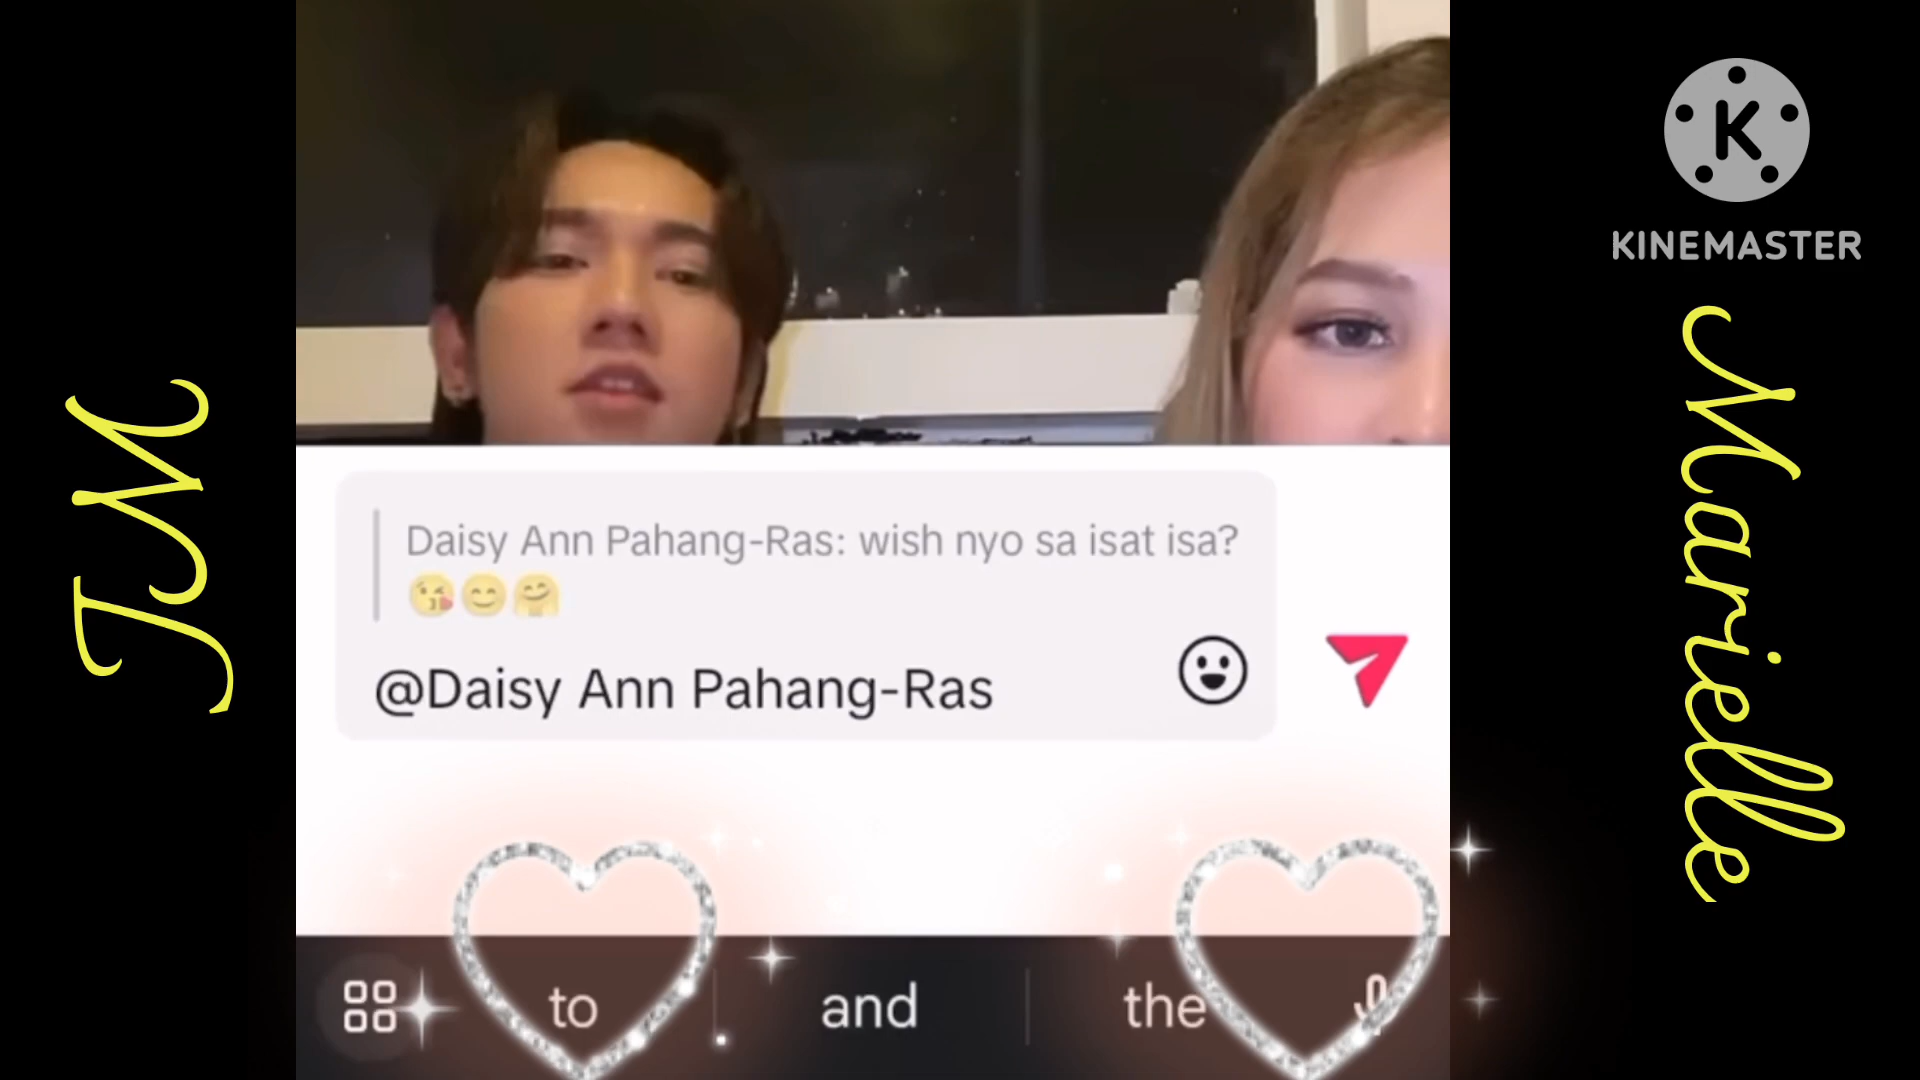 K
KINEMASTER
JM
Marielle
Daisy Ann Pahang-Ras: wish nyo sa isat isa?
😘😊🤗
@Daisy Ann Pahang-Ras
to and the